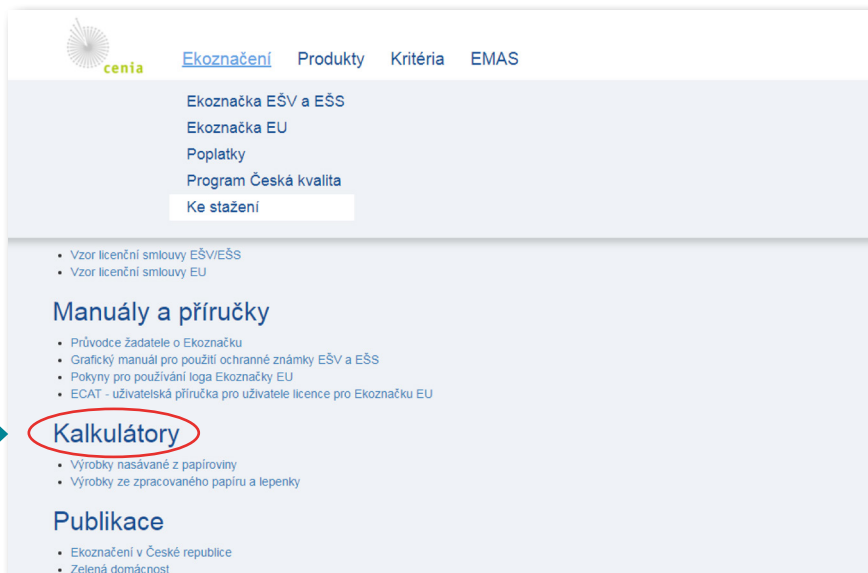 cenia
Ekoznačení Produkty Kritéria EMAS
Ekoznačka EŠV a EŠS
Ekoznačka EU
Poplatky
Program Česká kvalita
Ke stažení
Vzor licenční smlouvy EŠV/EŠS
Vzor licenční smlouvy EU
Manuály a příručky
Průvodce žadatele o Ekoznačku
Grafický manuál pro použití ochranné známky EŠV a EŠS
Pokyny pro používání loga Ekoznačky EU
ECAT - uživatelská příručka pro uživatele licence pro Ekoznačku EU
Kalkulátory
Výrobky nasávané z papíroviny
Výrobky ze zpracovaného papíru a lepenky
Publikace
Ekoznačení v České republice
Zelená domácnost